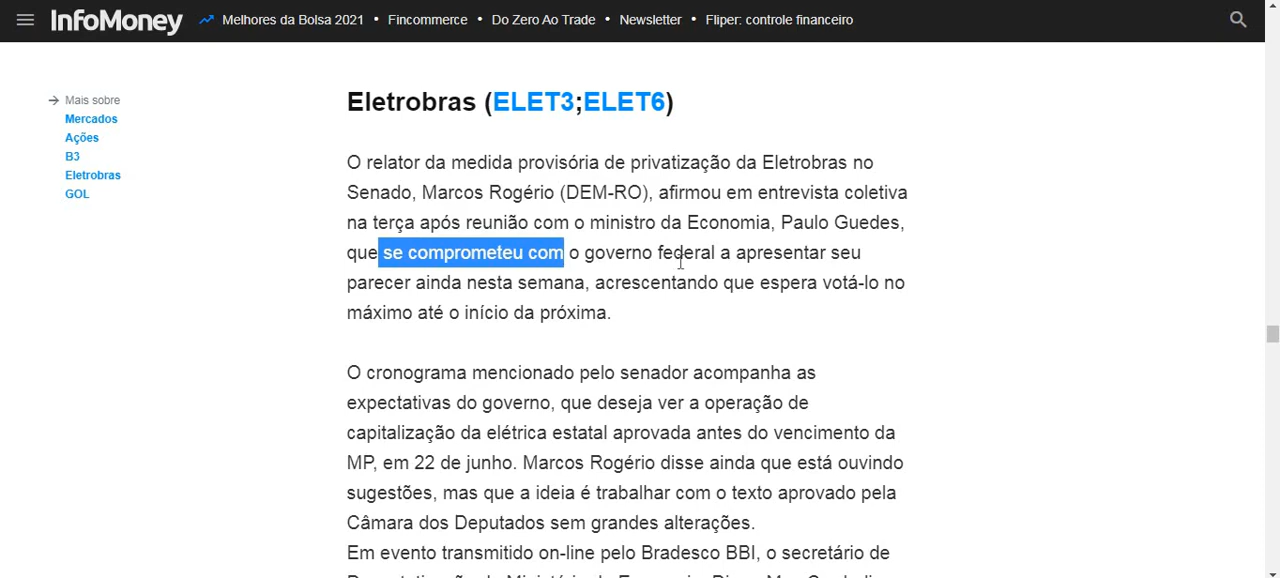 InfoMoney Melhores da Bolsa 2021 • Fincommerce • Do Zero Ao Trade • Newsletter • Fliper: controle financeiro
Mais sobre
Mercados
Ações
B3
Eletrobras
GOL
Eletrobras (ELET3;ELET6)
O relator da medida provisória de privatização da Eletrobras no
Senado, Marcos Rogério (DEM-RO), afirmou em entrevista coletiva
na terça após reunião com o ministro da Economia, Paulo Guedes,
que se comprometeu com o governo federal a apresentar seu
parecer ainda nesta semana, acrescentando que espera votá-lo no
máximo até o início da próxima.
O cronograma mencionado pelo senador acompanha as
expectativas do governo, que deseja ver a operação de
capitalização da elétrica estatal aprovada antes do vencimento da
MP, em 22 de junho. Marcos Rogério disse ainda que está ouvindo
sugestões, mas que a ideia é trabalhar com o texto aprovado pela
Câmara dos Deputados sem grandes alterações.
Em evento transmitido on-line pelo Bradesco BBI, o secretário de